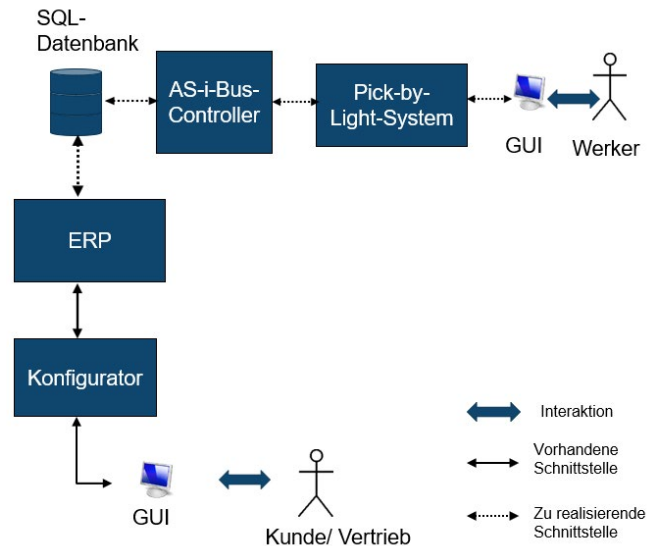 SQL-
Datenbank
AS-i-Bus-
Controller
Pick-by-
Light-System
GUI
Werker
ERP
Konfigurator
GUI
Kunde/ Vertrieb
Interaktion
Vorhandene
Schnittstelle
Zu realisierende
Schnittstelle